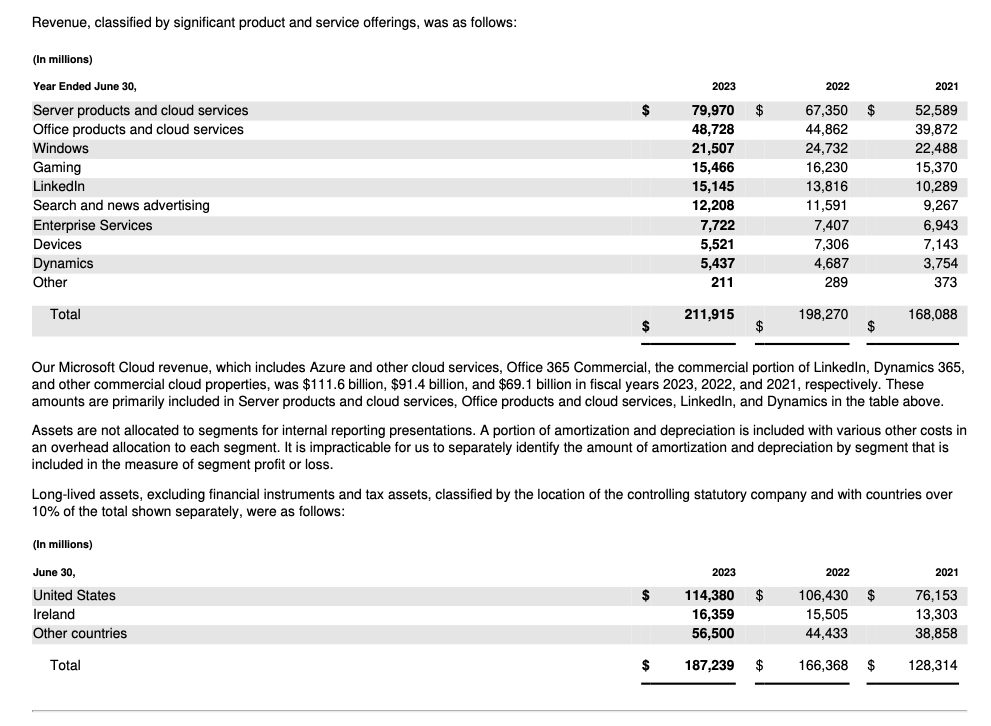 Revenue, classified by significant product and service offerings, was as follows:
(In millions)
Year Ended June 30, 2023 2022 2021
Server products and cloud services $ 79,970 $ 67,350 $ 52,589
Office products and cloud services 48,728 44,862 39,872
Windows 21,507 24,732 22,488
Gaming 15,466 16,230 15,370
LinkedIn 15,145 13,816 10,289
Search and news advertising 12,208 11,591 9,267
Enterprise Services 7,722 7,407 6,943
Devices 5,521 7,306 7,143
Dynamics 5,437 4,687 3,754
Other 211 289 373
Total $ 211,915 $ 198,270 $ 168,088
Our Microsoft Cloud revenue, which includes Azure and other cloud services, Office 365 Commercial, the commercial portion of LinkedIn, Dynamics 365,
and other commercial cloud properties, was $111.6 billion, $91.4 billion, and $69.1 billion in fiscal years 2023, 2022, and 2021, respectively. These
amounts are primarily included in Server products and cloud services, Office products and cloud services, LinkedIn, and Dynamics in the table above.
Assets are not allocated to segments for internal reporting presentations. A portion of amortization and depreciation is included with various other costs in
an overhead allocation to each segment. It is impracticable for us to separately identify the amount of amortization and depreciation by segment that is
included in the measure of segment profit or loss.
Long-lived assets, excluding financial instruments and tax assets, classified by the location of the controlling statutory company and with countries over
10% of the total shown separately, were as follows:
(In millions)
June 30, 2023 2022 2021
United States $ 114,380 $ 106,430 $ 76,153
Ireland 16,359 15,505 13,303
Other countries 56,500 44,433 38,858
Total $ 187,239 $ 166,368 $ 128,314